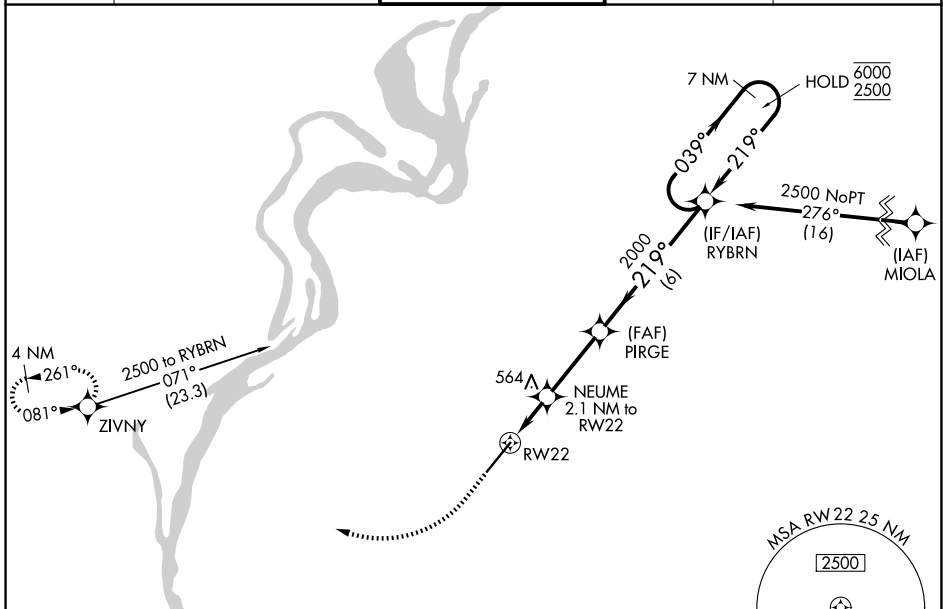 7 NM
HOLD 6000
2500
039°
219°
2500 NoPT
276°
(16)
(IF/IAF)
RYBRN
(IAF)
MIOLA
2000
219°
(6)
(FAF)
PIRGE
4 NM
261°
081°
ZIVNY
2500 to RYBRN
071°
(23.3)
564
NEUME
2.1 NM to
RW22
RW22
MSA RW22 25 NM
2500